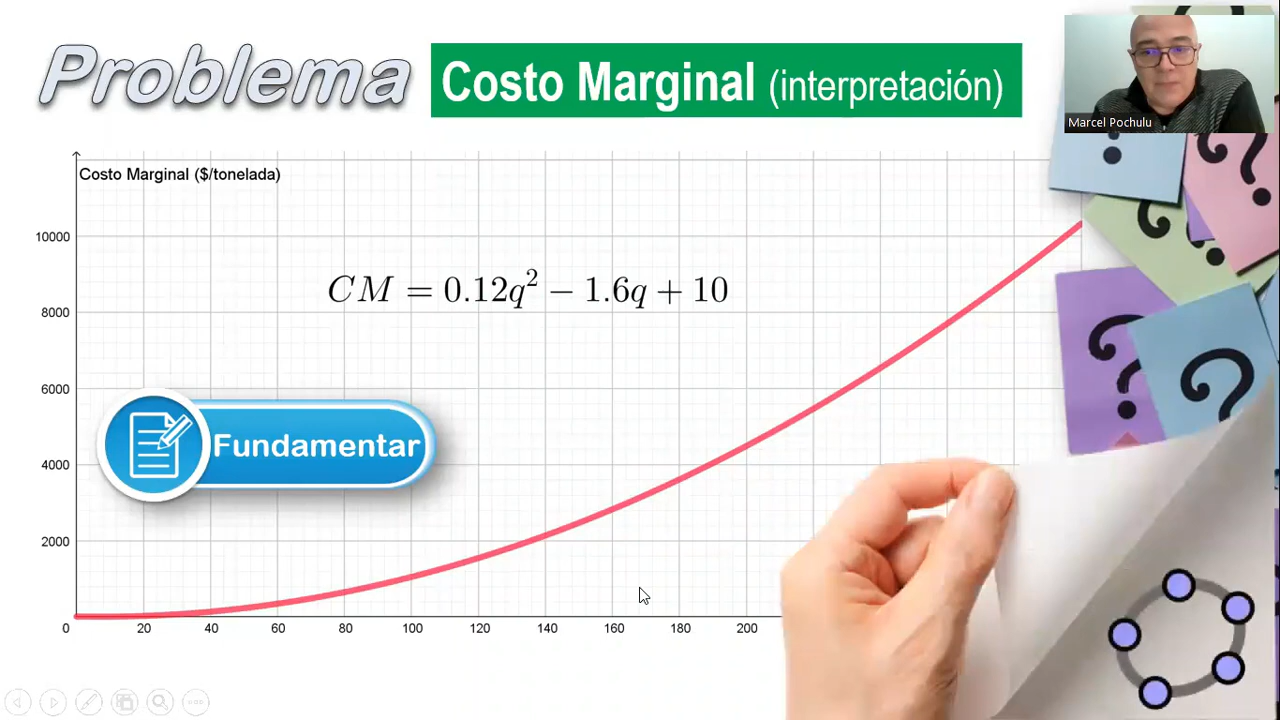 Problema
Costo Marginal (interpretación)
Marcel Pochulu
Costo Marginal ($/tonelada)
10000
8000
6000
4000
2000
CM = 0.12q² − 1.6q + 10
Fundamentar
0 20 40 60 80 100 120 140 160 180 200
? ? ? ? ? ?